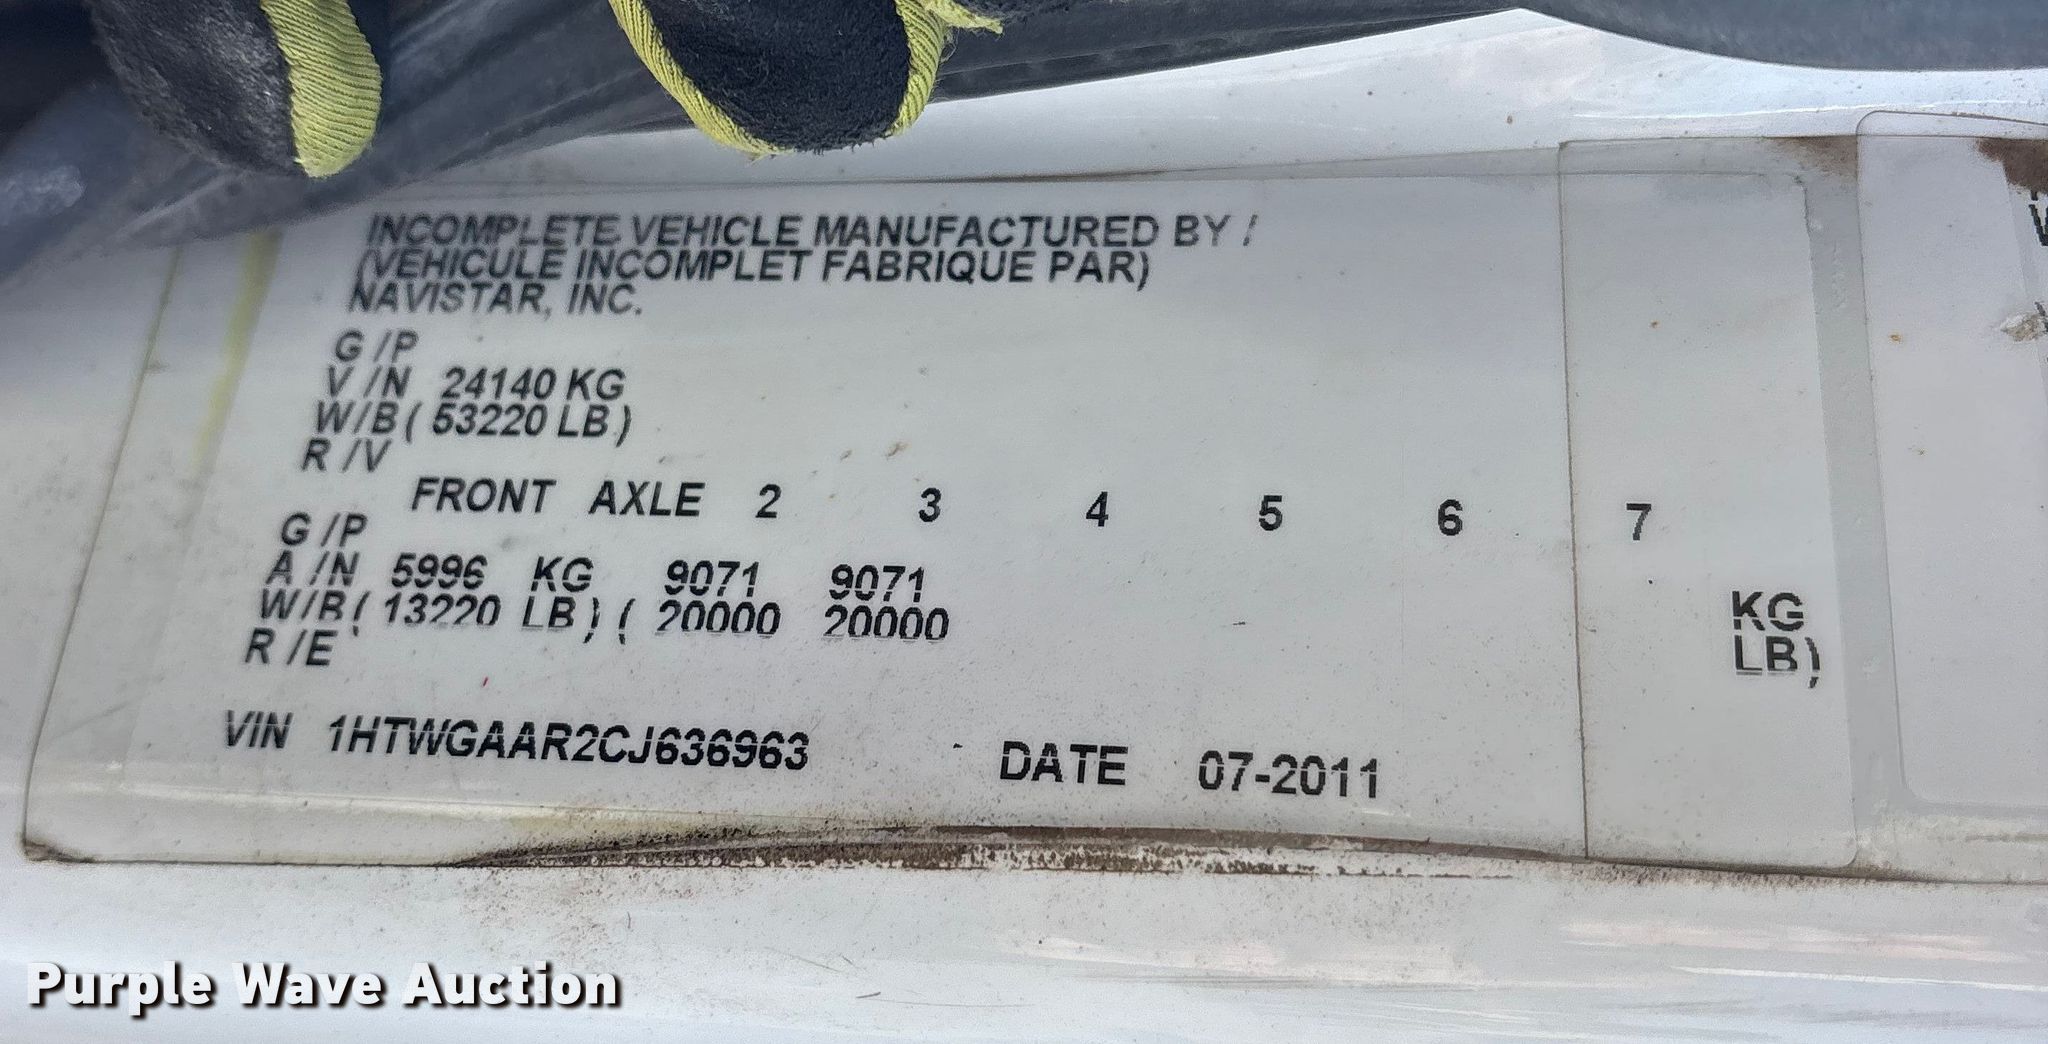 INCOMPLETE VEHICLE MANUFACTURED BY /
(VEHICULE INCOMPLET FABRIQUE PAR)
NAVISTAR, INC.
G /P
V /N 24140 KG
W/B ( 53220 LB )
R /V
FRONT AXLE 2 3 4 5 6 7
G /P
A /N 5996 KG 9071 9071 KG
W/B ( 13220 LB ) ( 20000 20000 LB )
R /E
VIN 1HTWGAAR2CJ636963 DATE 07-2011
Purple Wave Auction